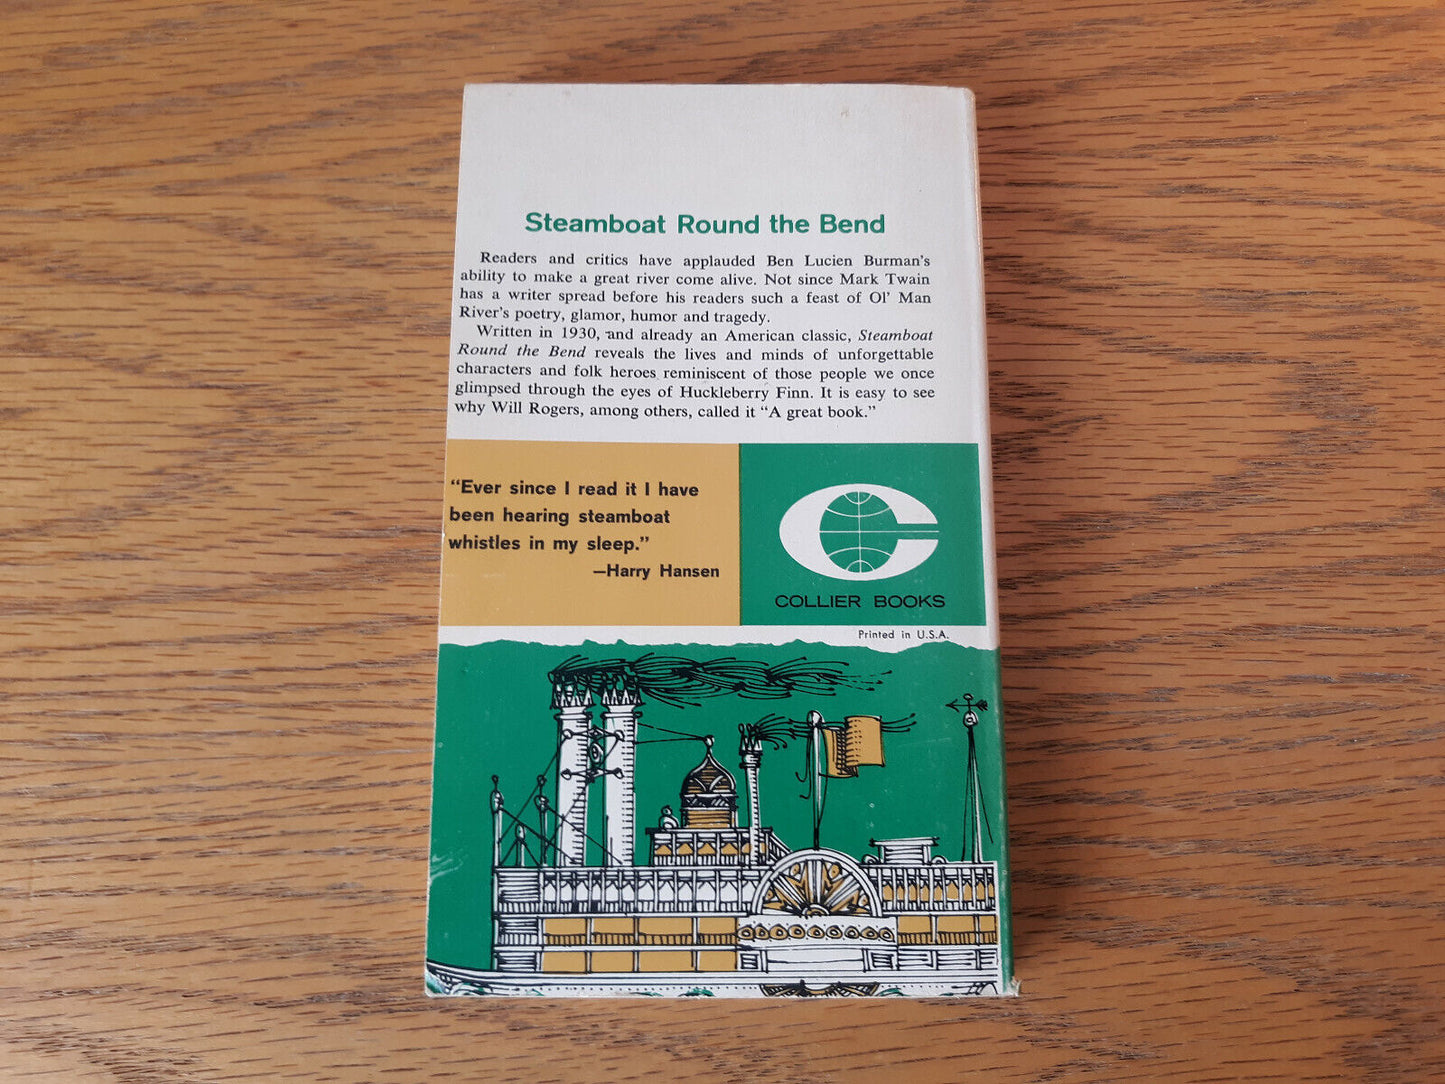 Steamboat Round the Bend
Readers and critics have applauded Ben Lucien Burman's
ability to make a great river come alive. Not since Mark Twain
has a writer spread before his readers such a feast of Ol' Man
River's poetry, glamor, humor and tragedy.
Written in 1930, and already an American classic, Steamboat
Round the Bend reveals the lives and minds of unforgettable
characters and folk heroes reminiscent of those people we once
glimpsed through the eyes of Huckleberry Finn. It is easy to see
why Will Rogers, among others, called it "A great book."
"Ever since I read it I have
been hearing steamboat
whistles in my sleep."
—Harry Hansen
COLLIER BOOKS
Printed in U.S.A.